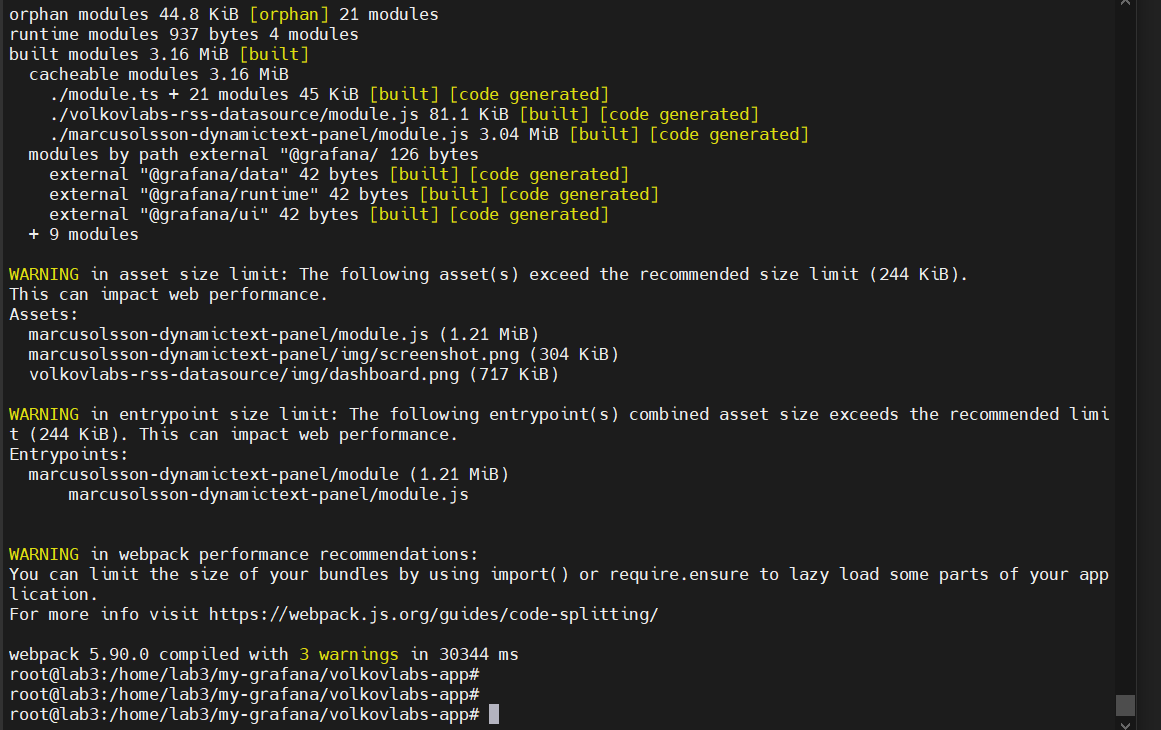 orphan modules 44.8 KiB [orphan] 21 modules
runtime modules 937 bytes 4 modules
built modules 3.16 MiB [built]
  cacheable modules 3.16 MiB
    ./module.ts + 21 modules 45 KiB [built] [code generated]
    ./volkovlabs-rss-datasource/module.js 81.1 KiB [built] [code generated]
    ./marcusolsson-dynamictext-panel/module.js 3.04 MiB [built] [code generated]
  modules by path external "@grafana/ 126 bytes
    external "@grafana/data" 42 bytes [built] [code generated]
    external "@grafana/runtime" 42 bytes [built] [code generated]
    external "@grafana/ui" 42 bytes [built] [code generated]
  + 9 modules
WARNING in asset size limit: The following asset(s) exceed the recommended size limit (244 KiB).
This can impact web performance.
Assets:
  marcusolsson-dynamictext-panel/module.js (1.21 MiB)
  marcusolsson-dynamictext-panel/img/screenshot.png (304 KiB)
  volkovlabs-rss-datasource/img/dashboard.png (717 KiB)
WARNING in entrypoint size limit: The following entrypoint(s) combined asset size exceeds the recommended limi
t (244 KiB). This can impact web performance.
Entrypoints:
  marcusolsson-dynamictext-panel/module (1.21 MiB)
      marcusolsson-dynamictext-panel/module.js
WARNING in webpack performance recommendations:
You can limit the size of your bundles by using import() or require.ensure to lazy load some parts of your app
lication.
For more info visit https://webpack.js.org/guides/code-splitting/
webpack 5.90.0 compiled with 3 warnings in 30344 ms
root@lab3:/home/lab3/my-grafana/volkovlabs-app#
root@lab3:/home/lab3/my-grafana/volkovlabs-app#
root@lab3:/home/lab3/my-grafana/volkovlabs-app#